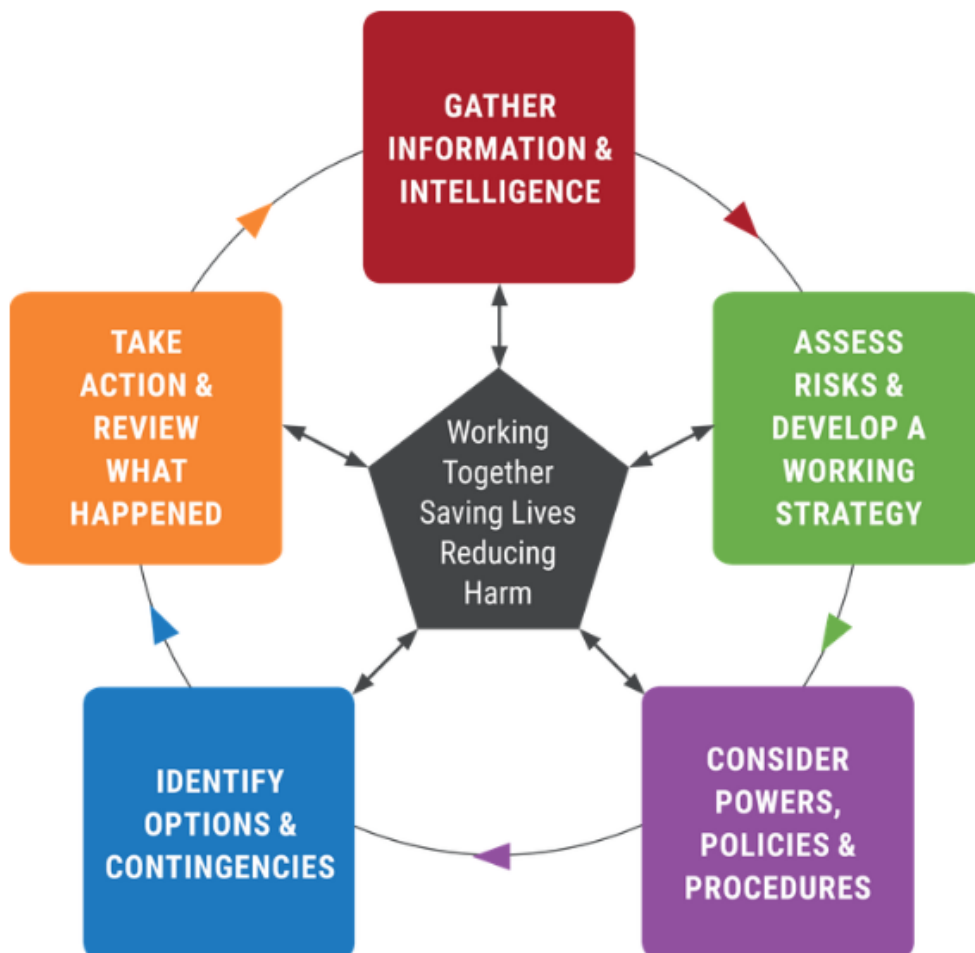 GATHER
INFORMATION &
INTELLIGENCE
ASSESS
RISKS &
DEVELOP A
WORKING
STRATEGY
CONSIDER
POWERS,
POLICIES &
PROCEDURES
IDENTIFY
OPTIONS &
CONTINGENCIES
TAKE
ACTION &
REVIEW
WHAT
HAPPENED
Working
Together
Saving Lives
Reducing
Harm